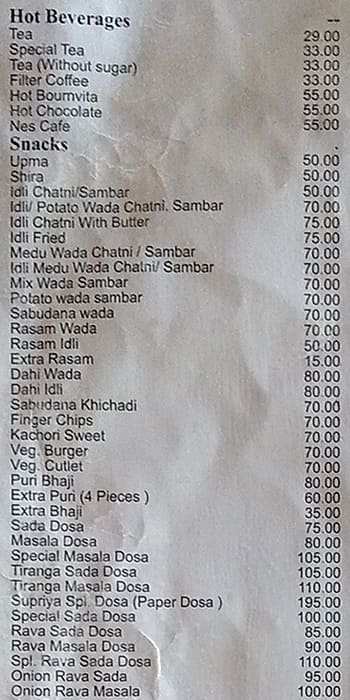 Hot Beverages --
Tea 29.00
Special Tea 33.00
Tea (Without sugar) 33.00
Filter Coffee 33.00
Hot Bournvita 55.00
Hot Chocolate 55.00
Nes Cafe 55.00
Snacks
Upma 50.00
Shira 50.00
Idli Chatni/Sambar 50.00
Idli/ Potato Wada Chatni, Sambar 70.00
Idli Chatni With Butter 75.00
Idli Fried 75.00
Medu Wada Chatni / Sambar 70.00
Idli Medu Wada Chatni/ Sambar 70.00
Mix Wada Sambar 70.00
Potato wada sambar 70.00
Sabudana wada 70.00
Rasam Wada 70.00
Rasam Idli 50.00
Extra Rasam 15.00
Dahi Wada 80.00
Dahi Idli 80.00
Sabudana Khichadi 70.00
Finger Chips 70.00
Kachori Sweet 70.00
Veg. Burger 70.00
Veg. Cutlet 70.00
Puri Bhaji 80.00
Extra Puri (4 Pieces ) 60.00
Extra Bhaji 35.00
Sada Dosa 75.00
Masala Dosa 80.00
Special Masala Dosa 105.00
Tiranga Sada Dosa 105.00
Tiranga Masala Dosa 110.00
Supriya Spl. Dosa (Paper Dosa ) 195.00
Special Sada Dosa 100.00
Rava Sada Dosa 85.00
Rava Masala Dosa 90.00
Spl. Rava Sada Dosa 110.00
Onion Rava Sada 95.00
Onion Rava Masala 100.00